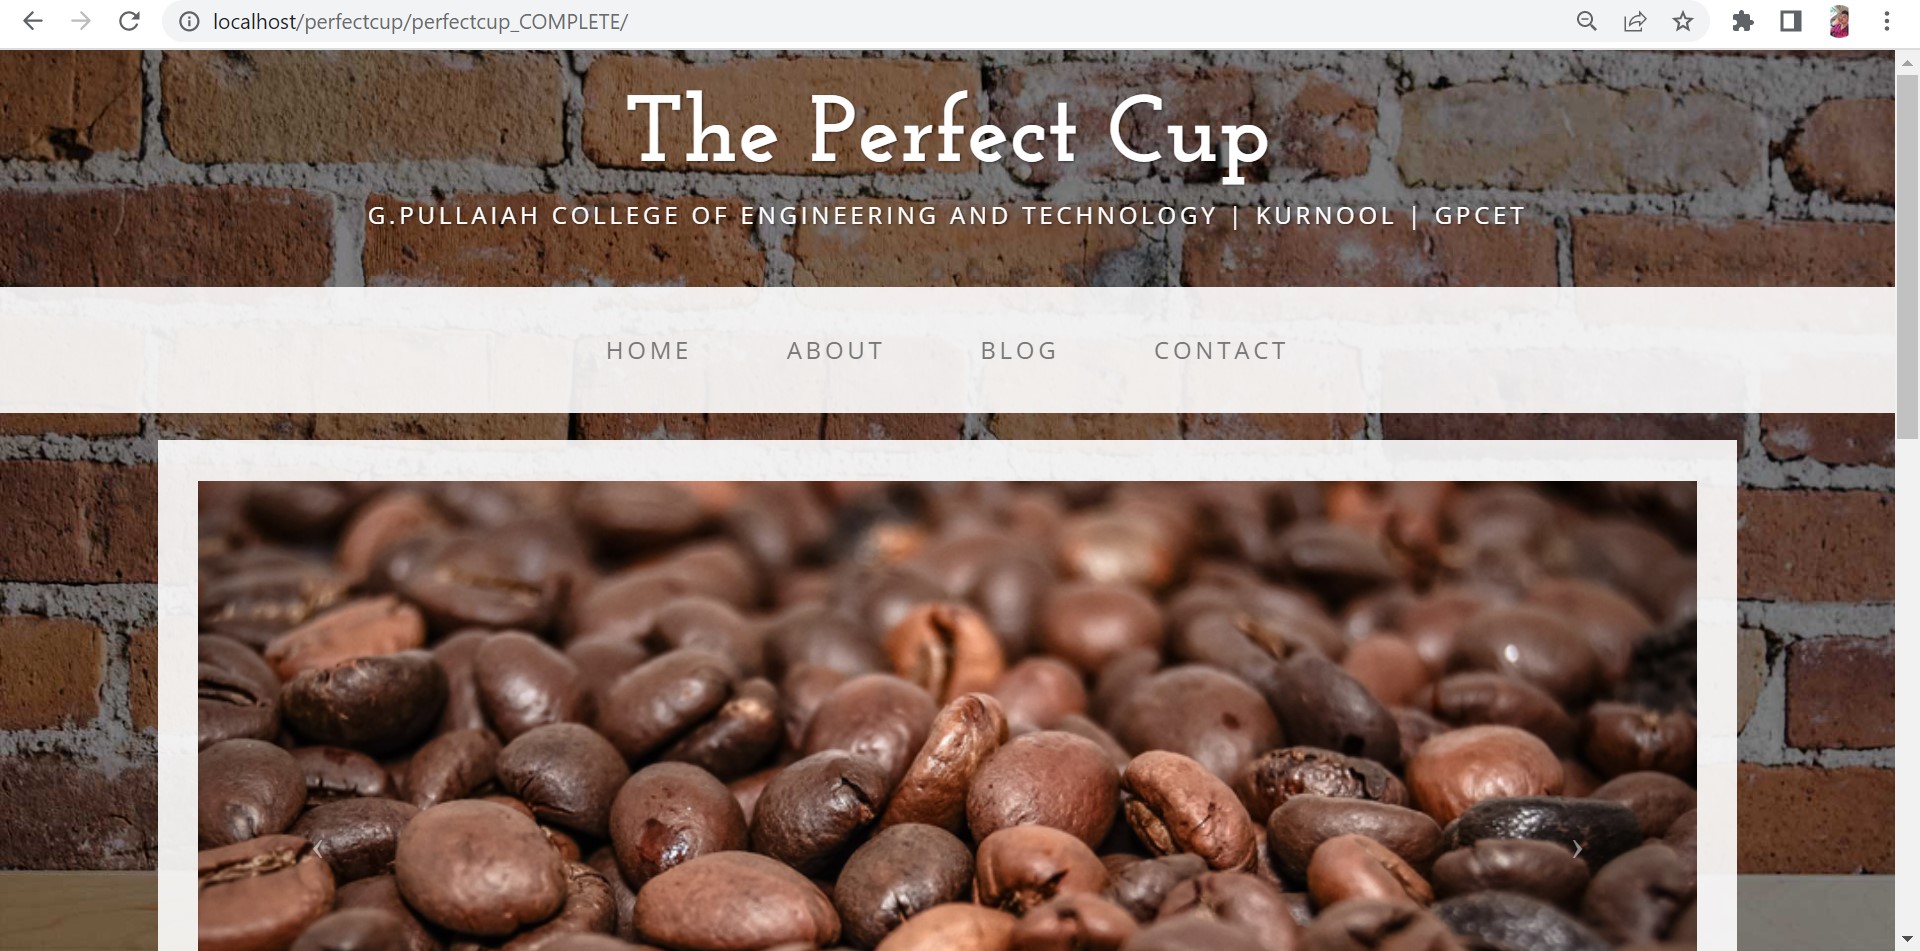 localhost/perfectcup/perfectcup_COMPLETE/
The Perfect Cup
G.PULLAIAH COLLEGE OF ENGINEERING AND TECHNOLOGY | KURNOOL | GPCET
HOME ABOUT BLOG CONTACT